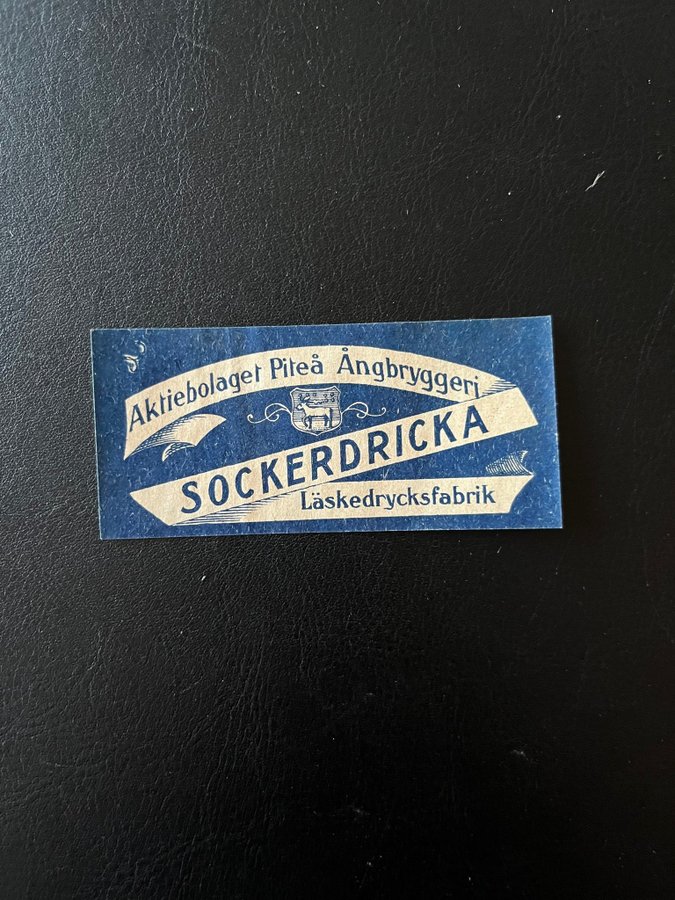 Aktiebolaget Piteå Ångbryggeri
SOCKERDRICKA
Läskedrycksfabrik